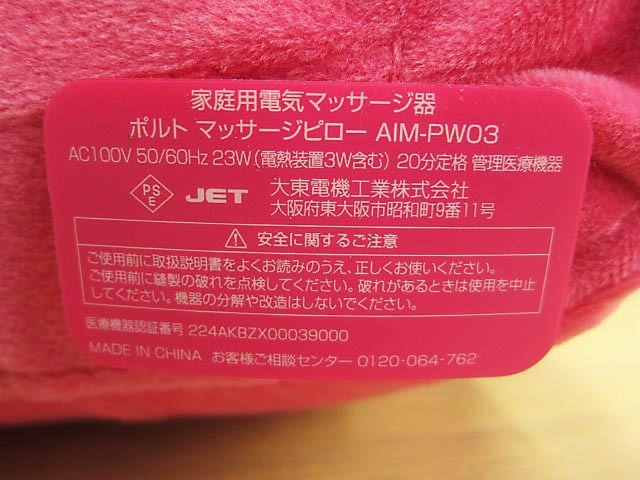 家庭用電気マッサージ器
ポルト マッサージピロー AIM-PW03
AC100V 50/60Hz 23W(電熱装置3W含む) 20分定格 管理医療機器
PSE JET 大東電機工業株式会社
大阪府東大阪市昭和町9番11号
安全に関するご注意
ご使用前に取扱説明書をよくお読みのうえ、正しくお使いください。
ご使用前に縫製の破れを点検してください。破れがあるときは使用を中止
してください。機器の分解や改造はしないでください。
医療機器認証番号 224AKBZX00039000
MADE IN CHINA お客様ご相談センター 0120-064-762